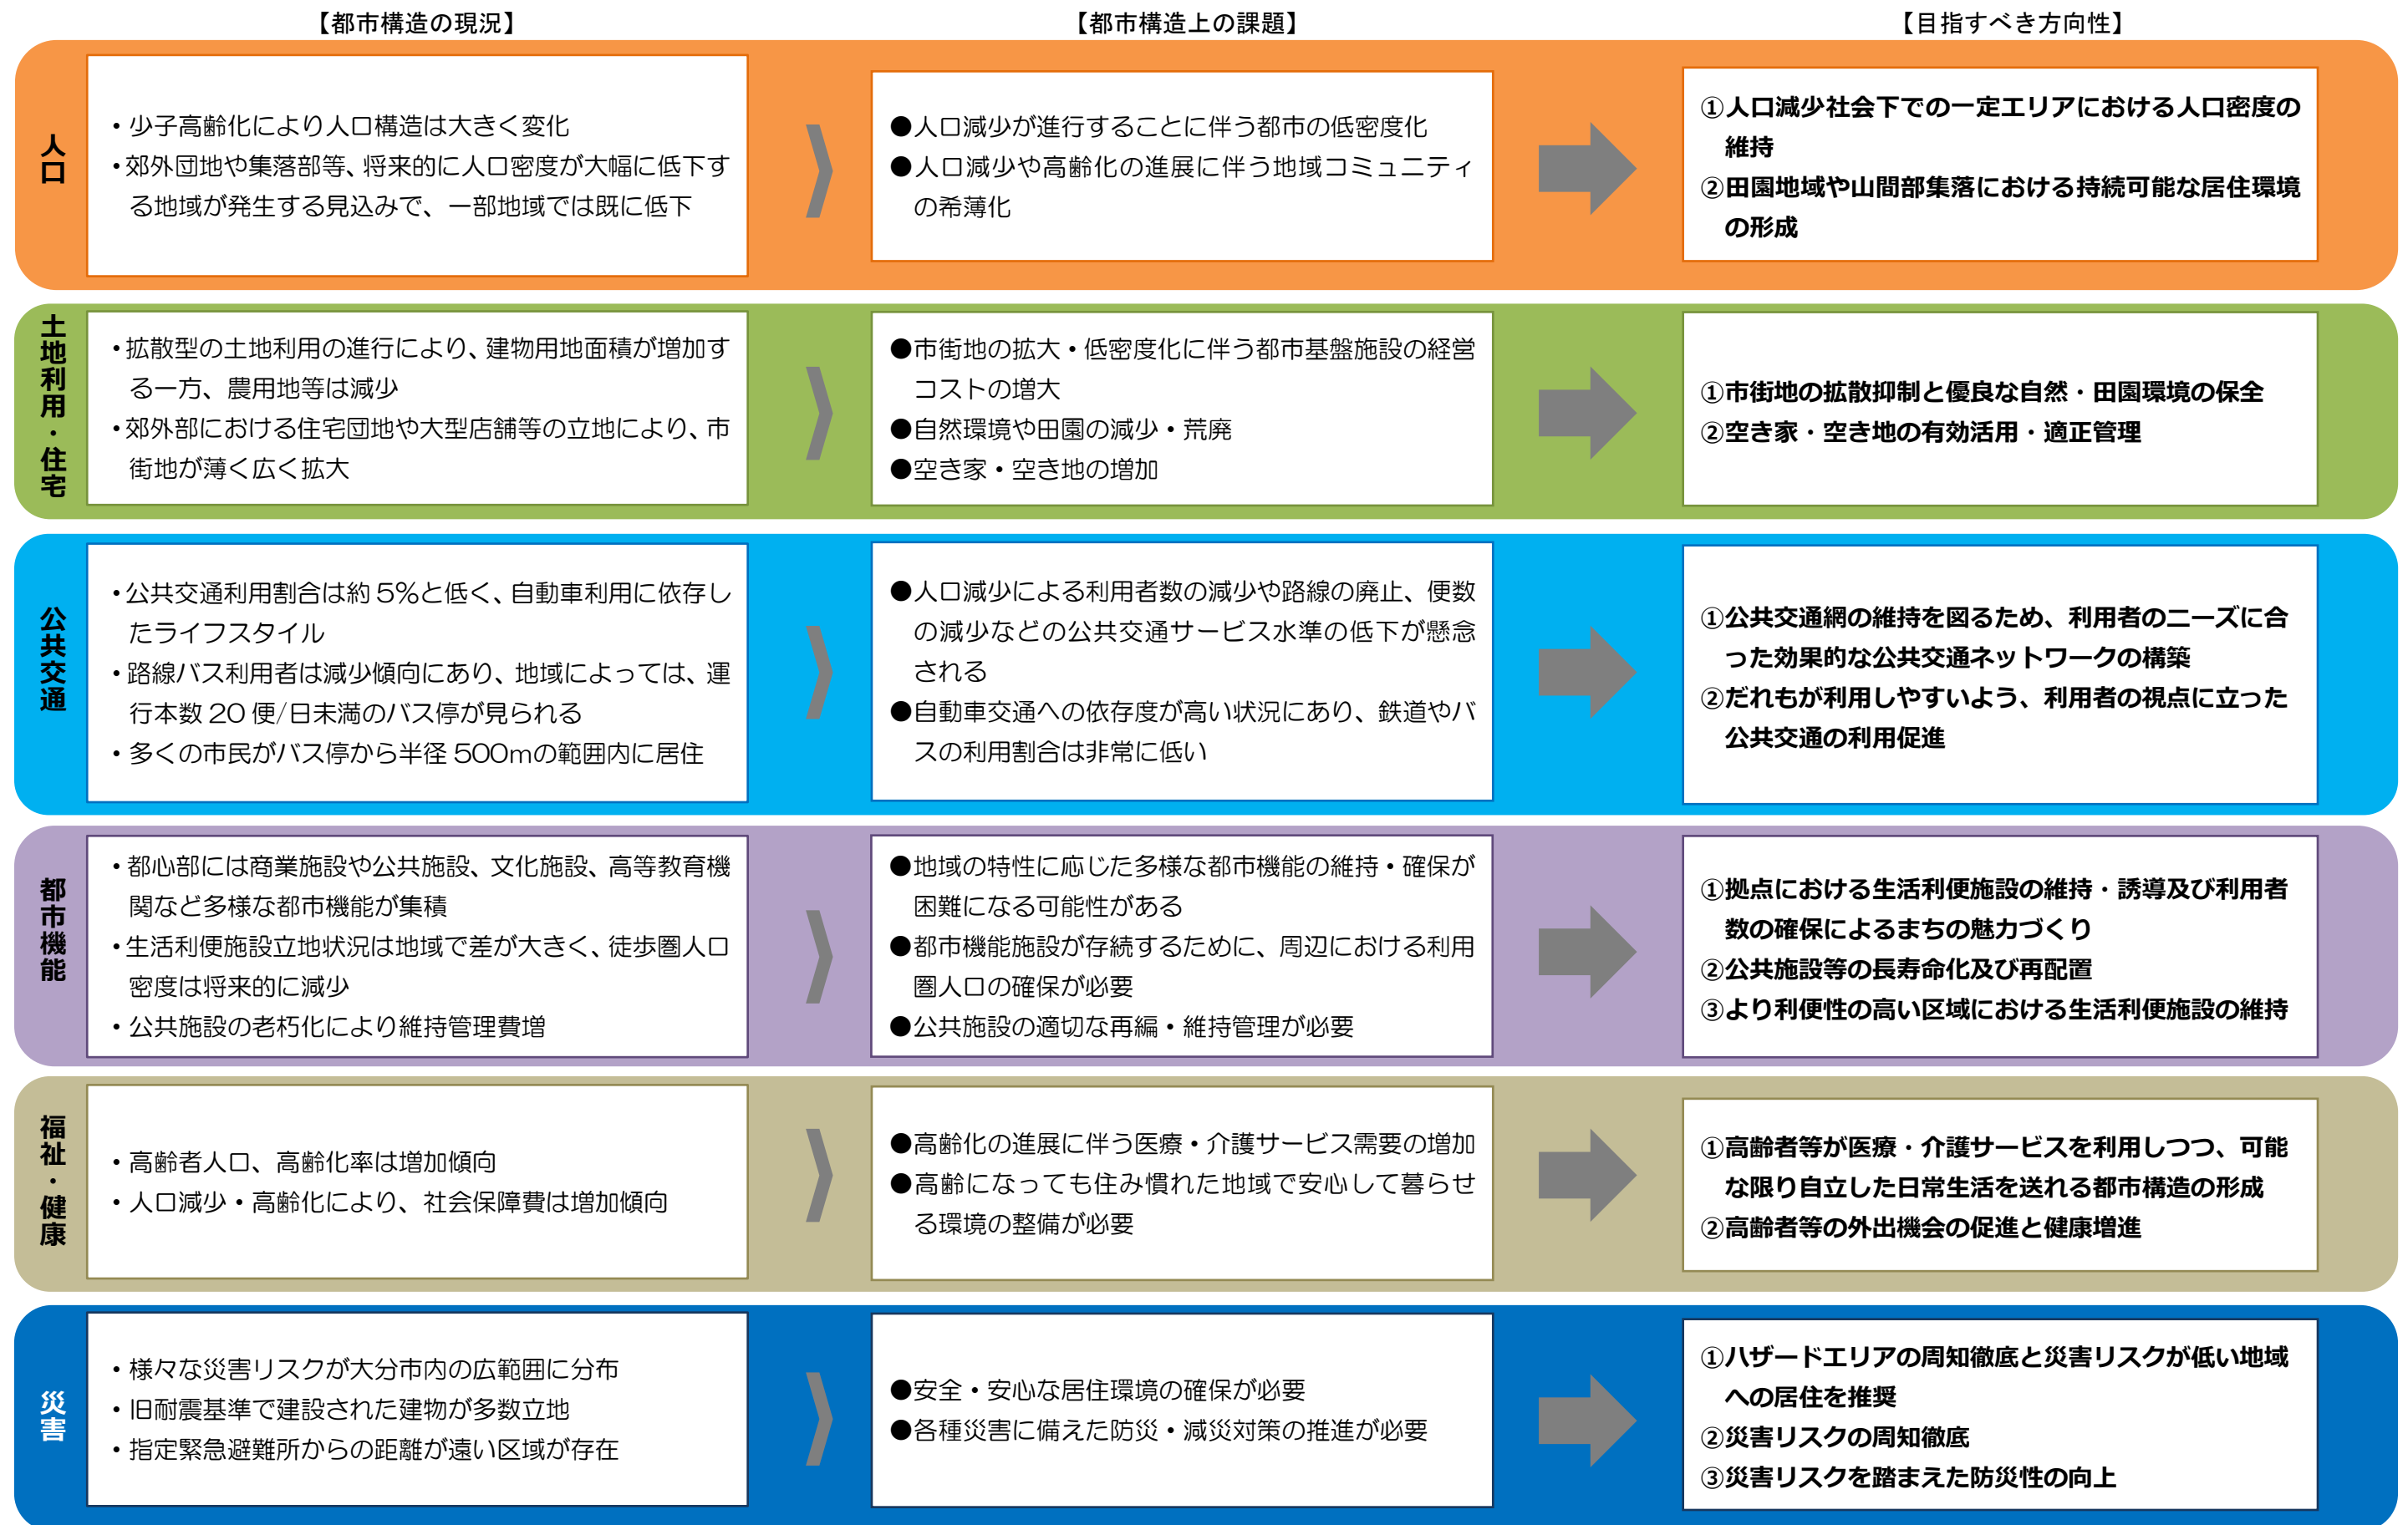 【都市構造の現況】
【都市構造上の課題】
【目指すべき方向性】
人口
・少子高齢化により人口構造は大きく変化
・郊外団地や集落部等、将来的に人口密度が大幅に低下す
る地域が発生する見込みで、一部地域では既に低下
●人口減少が進行することに伴う都市の低密度化
●人口減少や高齢化の進展に伴う地域コミュニティ
の希薄化
①人口減少社会下での一定エリアにおける人口密度の
維持
②田園地域や山間部集落における持続可能な居住環境
の形成
土地利用・住宅
・拡散型の土地利用の進行により、建物用地面積が増加す
る一方、農用地等は減少
・郊外部における住宅団地や大型店舗等の立地により、市
街地が薄く広く拡大
●市街地の拡大・低密度化に伴う都市基盤施設の経営
コストの増大
●自然環境や田園の減少・荒廃
●空き家・空き地の増加
①市街地の拡散抑制と優良な自然・田園環境の保全
②空き家・空き地の有効活用・適正管理
公共交通
・公共交通利用割合は約5%と低く、自動車利用に依存し
たライフスタイル
・路線バス利用者は減少傾向にあり、地域によっては、運
行本数20便/日未満のバス停が見られる
・多くの市民がバス停から半径500mの範囲内に居住
●人口減少による利用者数の減少や路線の廃止、便数
の減少などの公共交通サービス水準の低下が懸念
される
●自動車交通への依存度が高い状況にあり、鉄道やバ
スの利用割合は非常に低い
①公共交通網の維持を図るため、利用者のニーズに合
った効果的な公共交通ネットワークの構築
②だれもが利用しやすいよう、利用者の視点に立った
公共交通の利用促進
都市機能
・都心部には商業施設や公共施設、文化施設、高等教育機
関など多様な都市機能が集積
・生活利便施設立地状況は地域で差が大きく、徒歩圏人口
密度は将来的に減少
・公共施設の老朽化により維持管理費増
●地域の特性に応じた多様な都市機能の維持・確保が
困難になる可能性がある
●都市機能施設が存続するために、周辺における利用
圏人口の確保が必要
●公共施設の適切な再編・維持管理が必要
①拠点における生活利便施設の維持・誘導及び利用者
数の確保によるまちの魅力づくり
②公共施設等の長寿命化及び再配置
③より利便性の高い区域における生活利便施設の維持
福祉・健康
・高齢者人口、高齢化率は増加傾向
・人口減少・高齢化により、社会保障費は増加傾向
●高齢化の進展に伴う医療・介護サービス需要の増加
●高齢になっても住み慣れた地域で安心して暮らせ
る環境の整備が必要
①高齢者等が医療・介護サービスを利用しつつ、可能
な限り自立した日常生活を送れる都市構造の形成
②高齢者等の外出機会の促進と健康増進
災害
・様々な災害リスクが大分市内の広範囲に分布
・旧耐震基準で建設された建物が多数立地
・指定緊急避難所からの距離が遠い区域が存在
●安全・安心な居住環境の確保が必要
●各種災害に備えた防災・減災対策の推進が必要
①ハザードエリアの周知徹底と災害リスクが低い地域
への居住を推奨
②災害リスクの周知徹底
③災害リスクを踏まえた防災性の向上